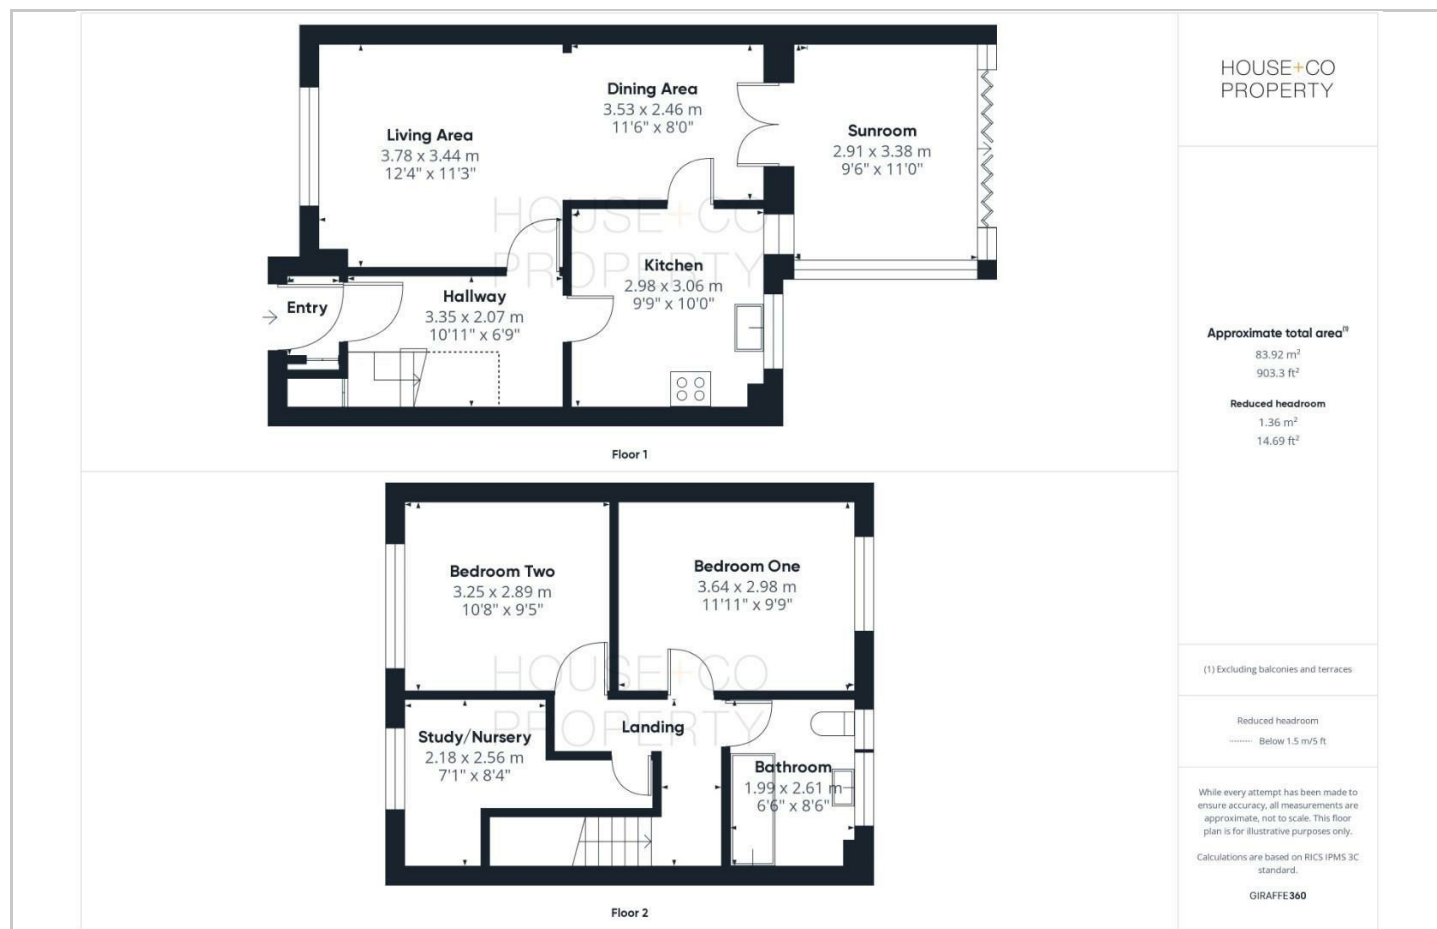 Living Area
3.78 x 3.44 m
12'4" x 11'3"
Dining Area
3.53 x 2.46 m
11'6" x 8'0"
Sunroom
2.91 x 3.38 m
9'6" x 11'0"
Entry
Hallway
3.35 x 2.07 m
10'11" x 6'9"
Kitchen
2.98 x 3.06 m
9'9" x 10'0"
HOUSE+CO
PROPERTY
Floor 1
Bedroom Two
3.25 x 2.89 m
10'8" x 9'5"
Bedroom One
3.64 x 2.98 m
11'11" x 9'9"
Study/Nursery
2.18 x 2.56 m
7'1" x 8'4"
Landing
Bathroom
1.99 x 2.61 m
6'6" x 8'6"
HOUSE+CO
PROPERTY
Floor 2
HOUSE+CO
PROPERTY
Approximate total area(1)
83.92 m²
903.3 ft²
Reduced headroom
1.36 m²
14.69 ft²
(1) Excluding balconies and terraces
Reduced headroom
Below 1.5 m/5 ft
While every attempt has been made to
ensure accuracy, all measurements are
approximate, not to scale. This floor
plan is for illustrative purposes only.
Calculations are based on RICS IPMS 3C
standard.
GIRAFFE360